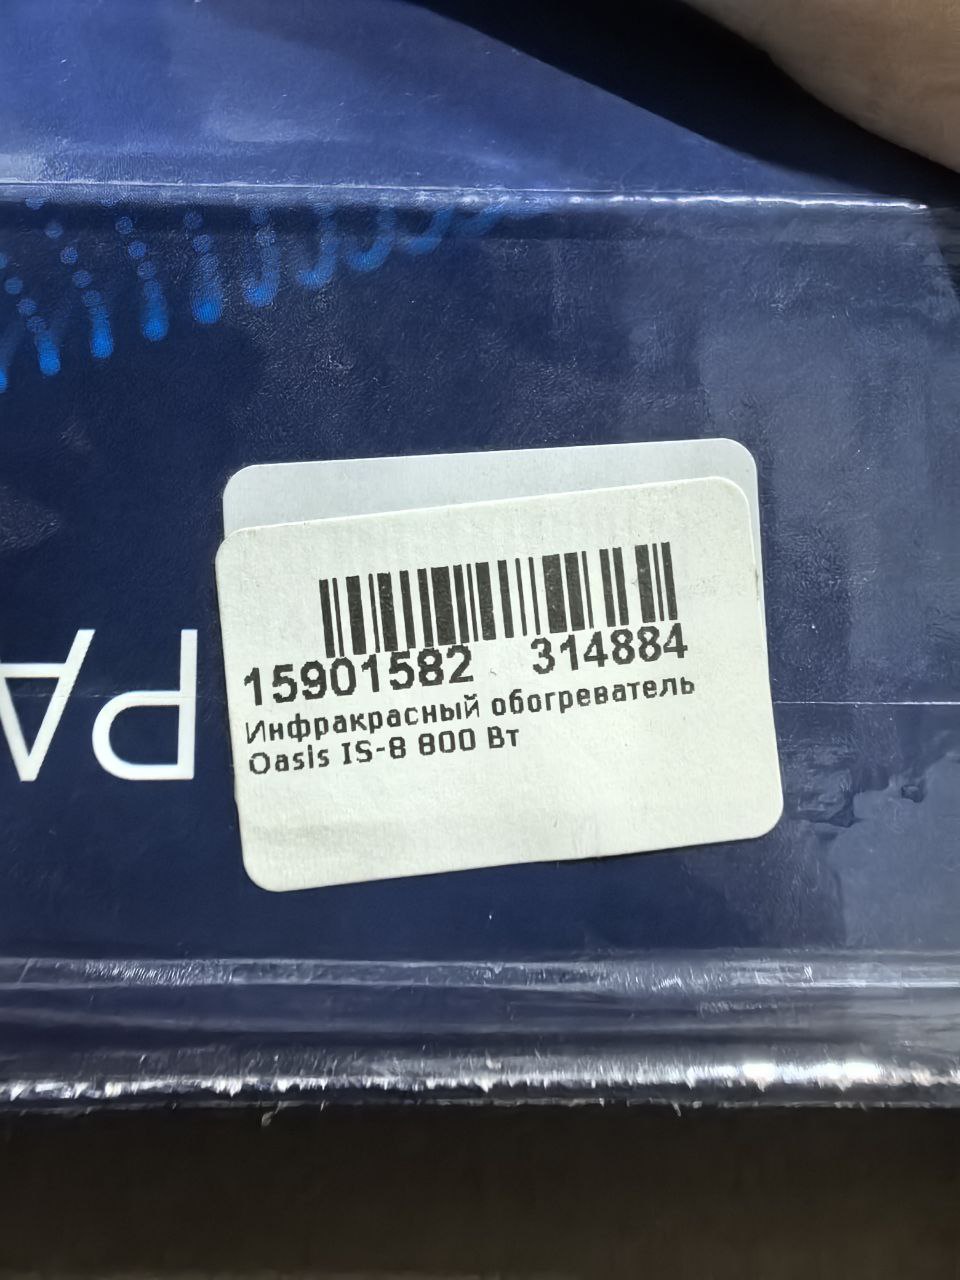 15901582 314884
Инфракрасный обогреватель
Oasis IS-8 800 Вт
PA